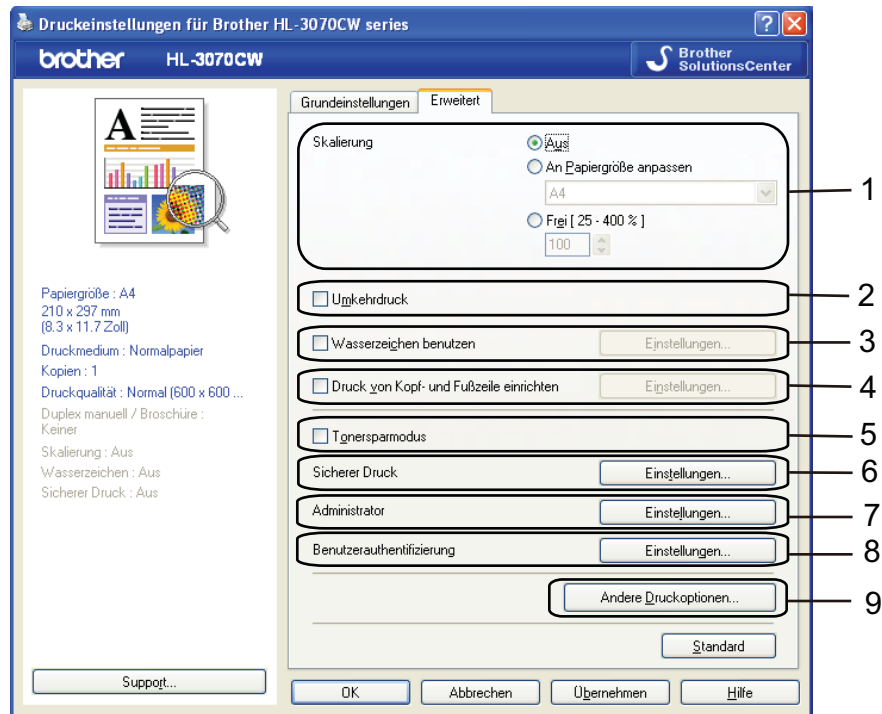 Druckeinstellungen für Brother HL-3070CW series
brother HL-3070CW
Brother
SolutionsCenter
Grundeinstellungen Erweitert
A
Skalierung
Aus
An Papiergröße anpassen
A4
Frei [ 25 - 400 % ]
100
1
Umkehrdruck
2
Wasserzeichen benutzen Einstellungen...
3
Druck von Kopf- und Fußzeile einrichten Einstellungen...
4
Tonersparmodus
5
Sicherer Druck Einstellungen...
6
Administrator Einstellungen...
7
Benutzerauthentifizierung Einstellungen...
8
Andere Druckoptionen...
9
Standard
Papiergröße : A4
210 x 297 mm
(8.3 x 11.7 Zoll)
Druckmedium : Normalpapier
Kopien : 1
Druckqualität : Normal (600 x 600 ...
Duplex manuell / Broschüre :
Keiner
Skalierung : Aus
Wasserzeichen : Aus
Sicherer Druck : Aus
Support...
OK Abbrechen Übernehmen Hilfe